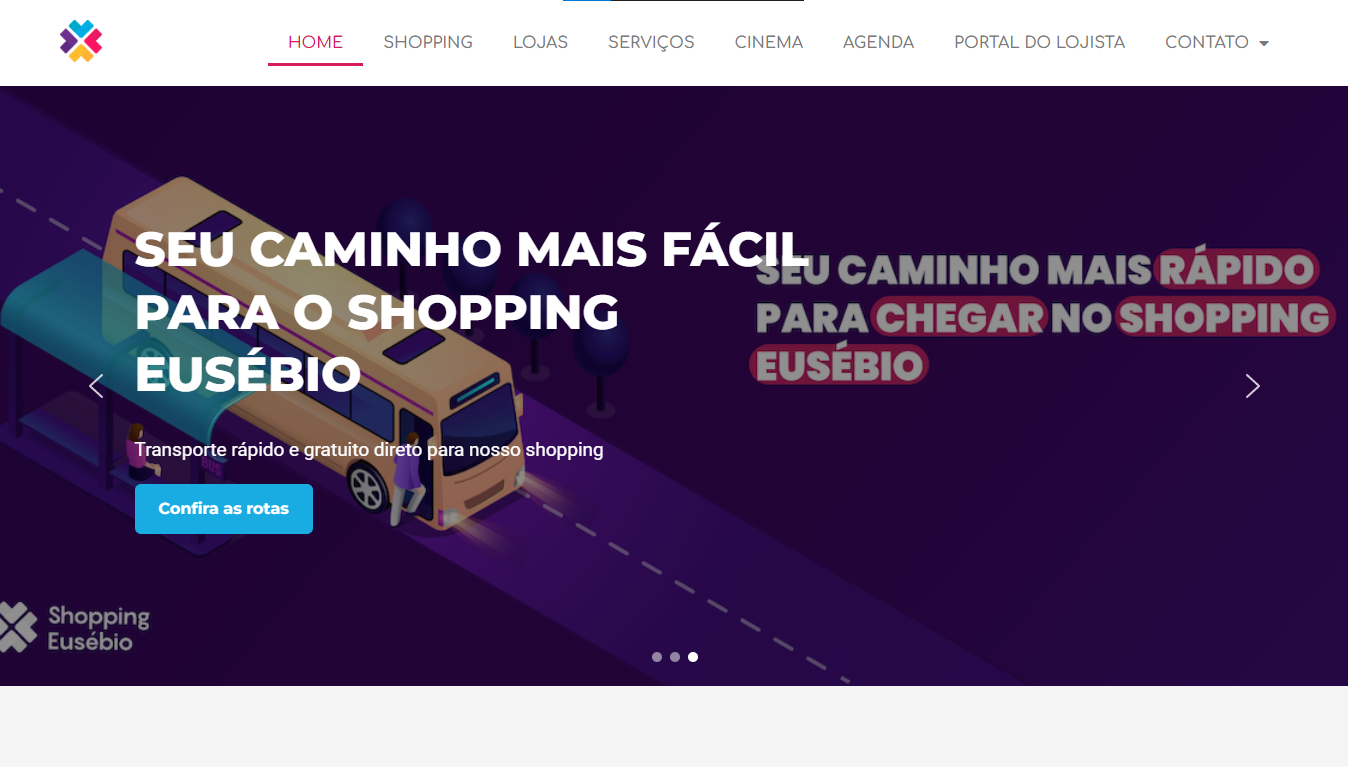 HOME
SHOPPING
LOJAS
SERVIÇOS
CINEMA
AGENDA
PORTAL DO LOJISTA
CONTATO
SEU CAMINHO MAIS FÁCIL
PARA O SHOPPING
EUSÉBIO
Transporte rápido e gratuito direto para nosso shopping
Confira as rotas
SEU CAMINHO MAIS RÁPIDO
PARA CHEGAR NO SHOPPING
EUSÉBIO
BUS
Shopping
Eusébio